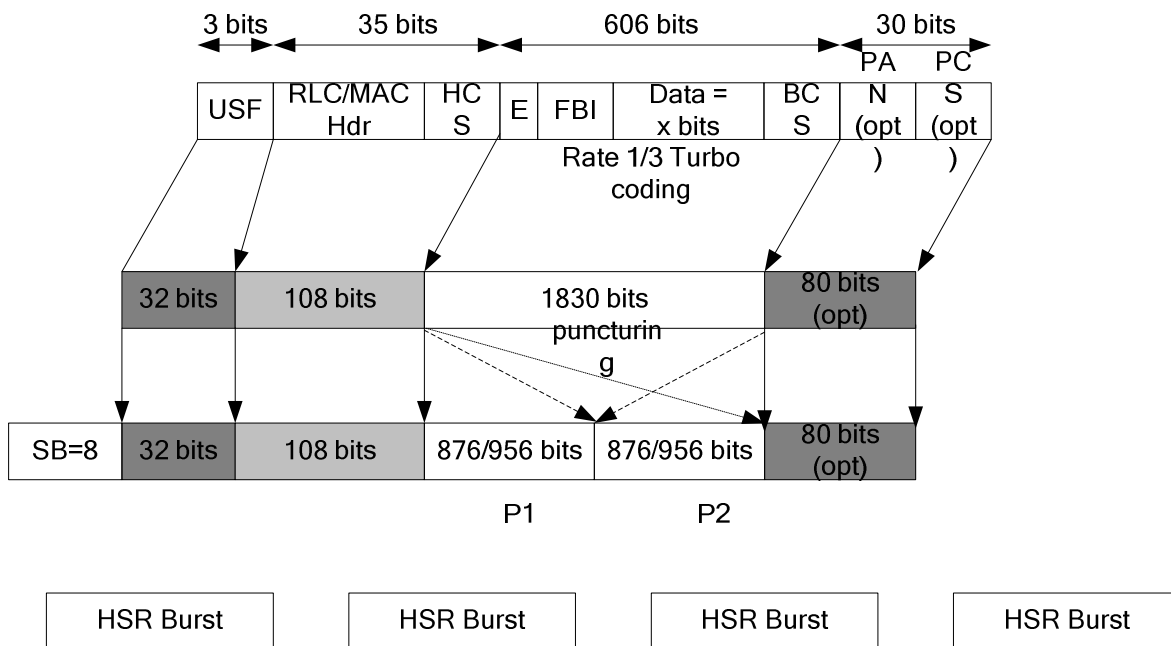 3 bits
35 bits
606 bits
30 bits
USF
RLC/MAC
Hdr
HC
S
E
FBI
Data =
x bits
BC
S
PA
N
(opt
)
PC
S
(opt
)
Rate 1/3 Turbo
coding
32 bits
108 bits
1830 bits
80 bits
(opt)
puncturin
g
SB=8
32 bits
108 bits
876/956 bits
876/956 bits
80 bits
(opt)
P1
P2
HSR Burst
HSR Burst
HSR Burst
HSR Burst